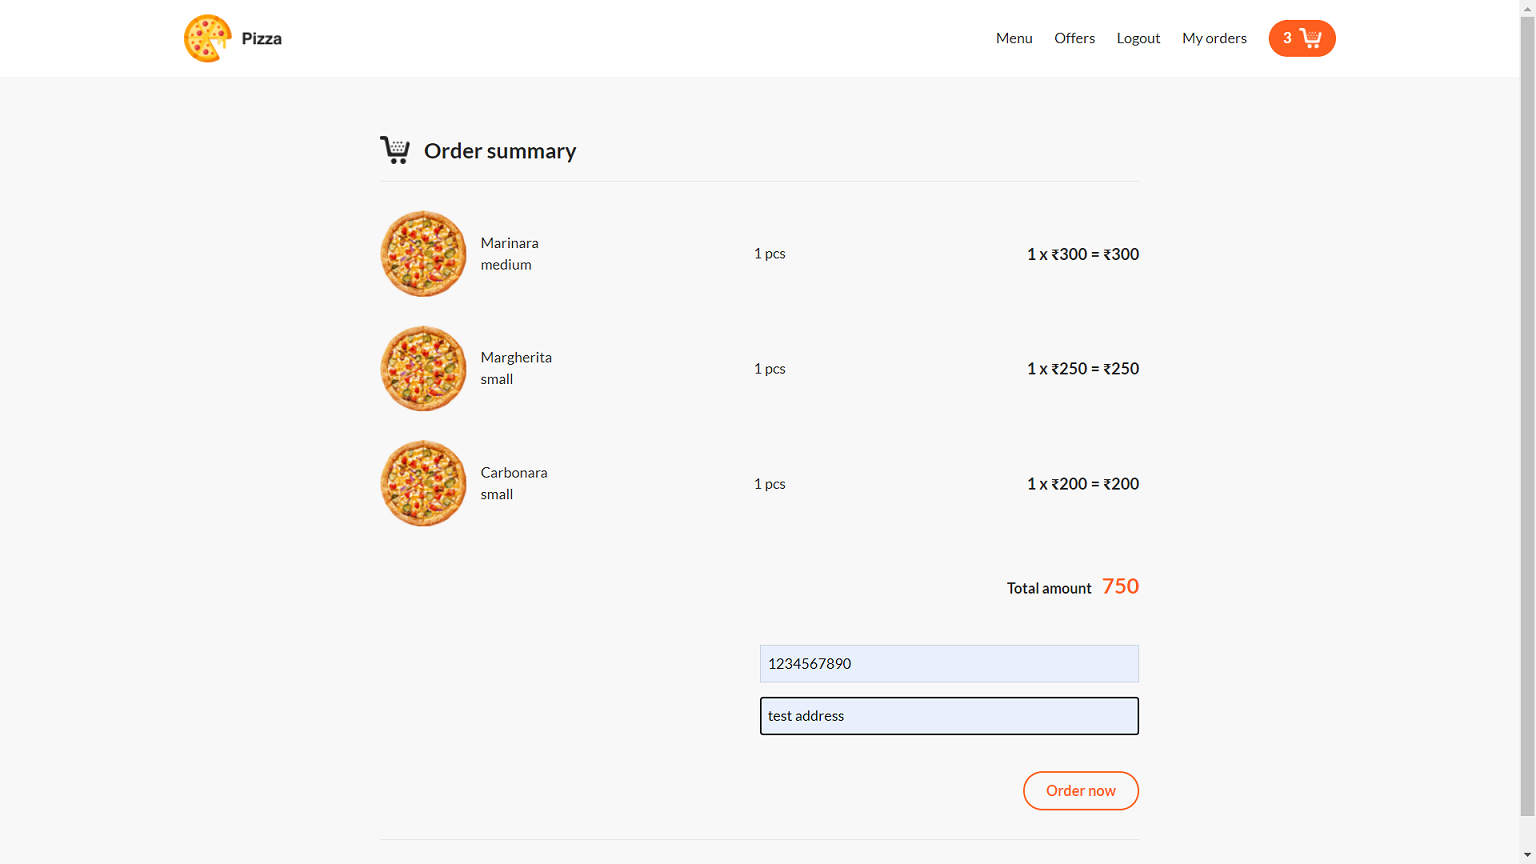 Pizza
Menu Offers Logout My orders 3
Order summary
Marinara
medium
1 pcs
1 x ₹300 = ₹300
Margherita
small
1 pcs
1 x ₹250 = ₹250
Carbonara
small
1 pcs
1 x ₹200 = ₹200
Total amount 750
1234567890
test address
Order now